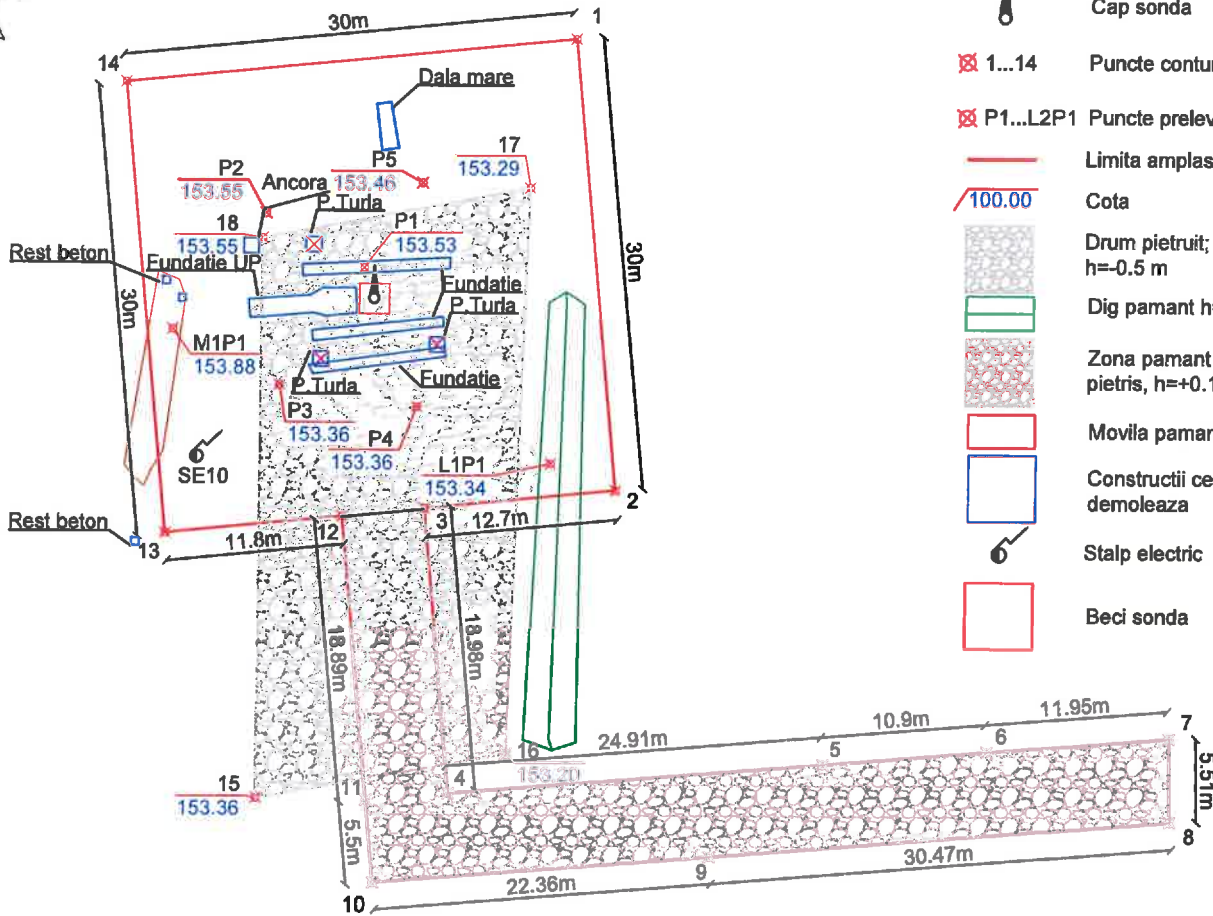 30m
1
14
Dala mare
17
153.29
P5
153.46
P2
153.55
Ancora
P.Turla
18
153.55
P1
153.53
Rest beton
Fundatie UP
Fundatie
P.Turla
30m
30m
M1P1
153.88
P.Turla
Fundatie
P3
153.36
P4
153.36
SE10
L1P1
153.34
2
Rest beton
13
12
3
12.7m
11.8m
18.89m
18.98m
24.91m
10.9m
11.95m
7
16
153.20
5
6
4
15
153.36
11
5.5m
5.51m
8
30.47m
9
22.36m
10
Cap sonda
1...14 Puncte contur
P1...L2P1 Puncte prelev
Limita amplas
100.00 Cota
Drum pietruit;
h=-0.5 m
Dig pamant h=
Zona pamant
pietris, h=+0.1
Movila pamar
Constructii ce
demoleaza
Stalp electric
Beci sonda